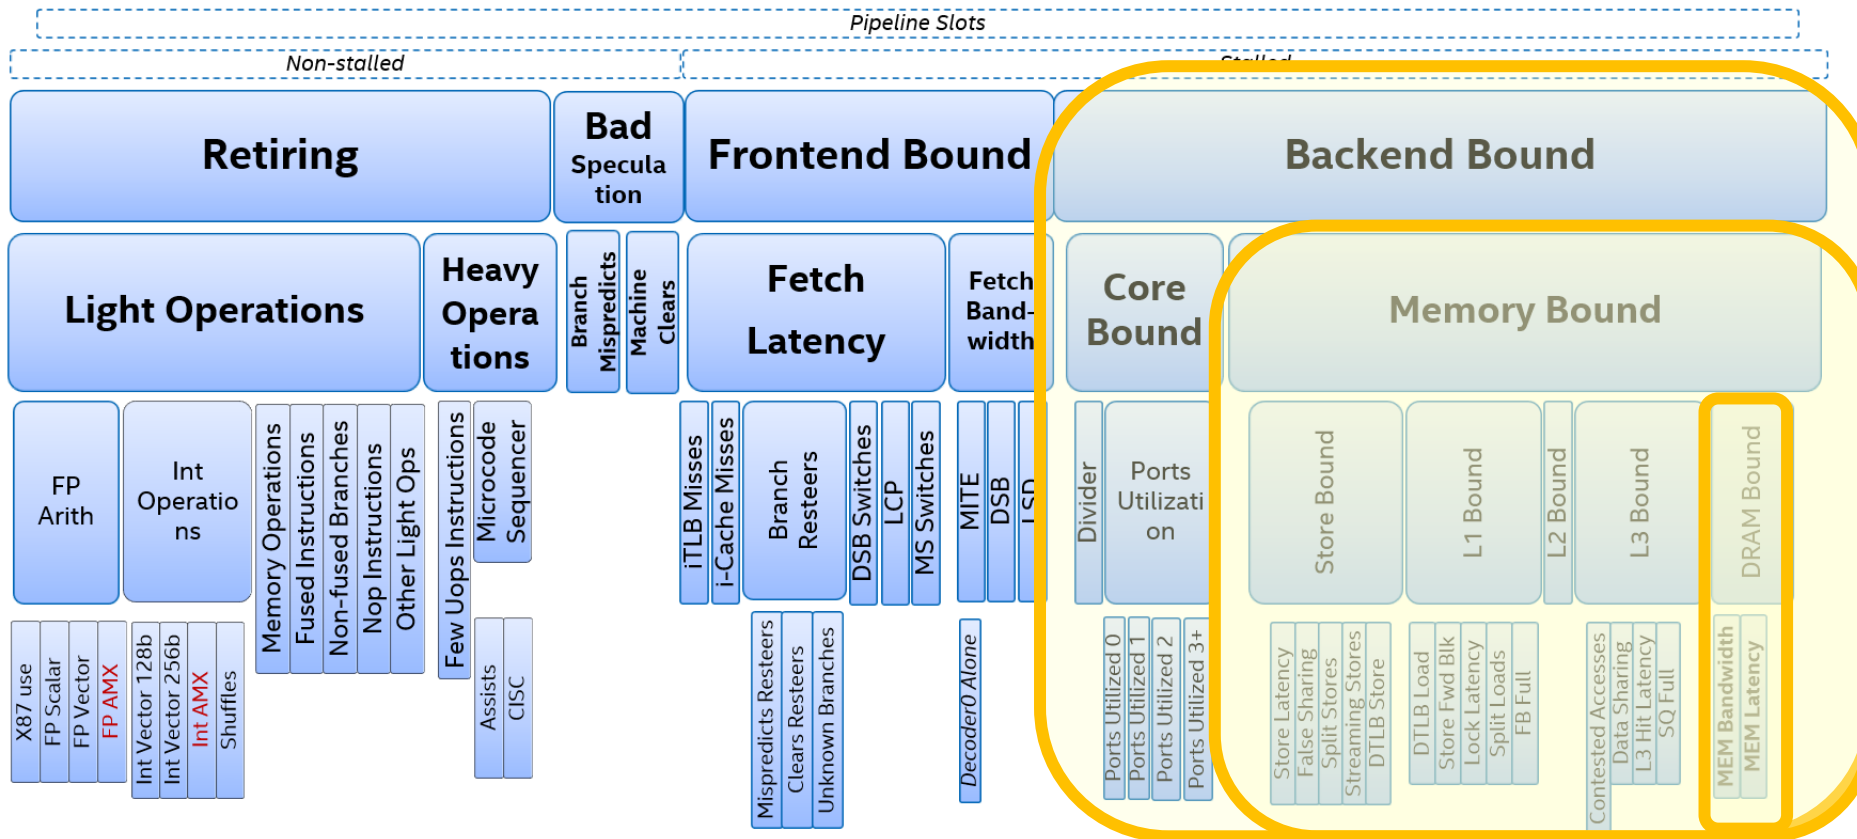 Pipeline Slots
Non-stalled
Stalled
Retiring
Bad
Specula
tion
Frontend Bound
Backend Bound
Light Operations
Heavy
Opera
tions
Branch
Mispredicts
Machine
Clears
Fetch
Latency
Fetch
Band-
width
Core
Bound
Memory Bound
FP
Arith
Int
Operatio
ns
Memory Operations
Fused Instructions
Non-fused Branches
Nop Instructions
Other Light Ops
Few Uops Instructions
Microcode
Sequencer
iTLB Misses
i-Cache Misses
Branch
Resteers
DSB Switches
LCP
MS Switches
MITE
DSB
LSD
Divider
Ports
Utilizati
on
Store Bound
L1 Bound
L2 Bound
L3 Bound
DRAM Bound
X87 use
FP Scalar
FP Vector
FP AMX
Int Vector 128b
Int Vector 256b
Int AMX
Shuffles
Assists
CISC
Mispredicts Resteers
Clears Resteers
Unknown Branches
Decoder0 Alone
Ports Utilized 0
Ports Utilized 1
Ports Utilized 2
Ports Utilized 3+
Store Latency
False Sharing
Split Stores
Streaming Stores
DTLB Store
DTLB Load
Store Fwd Blk
Lock Latency
Split Loads
FB Full
Contested Accesses
Data Sharing
L3 Hit Latency
SQ Full
MEM Bandwidth
MEM Latency